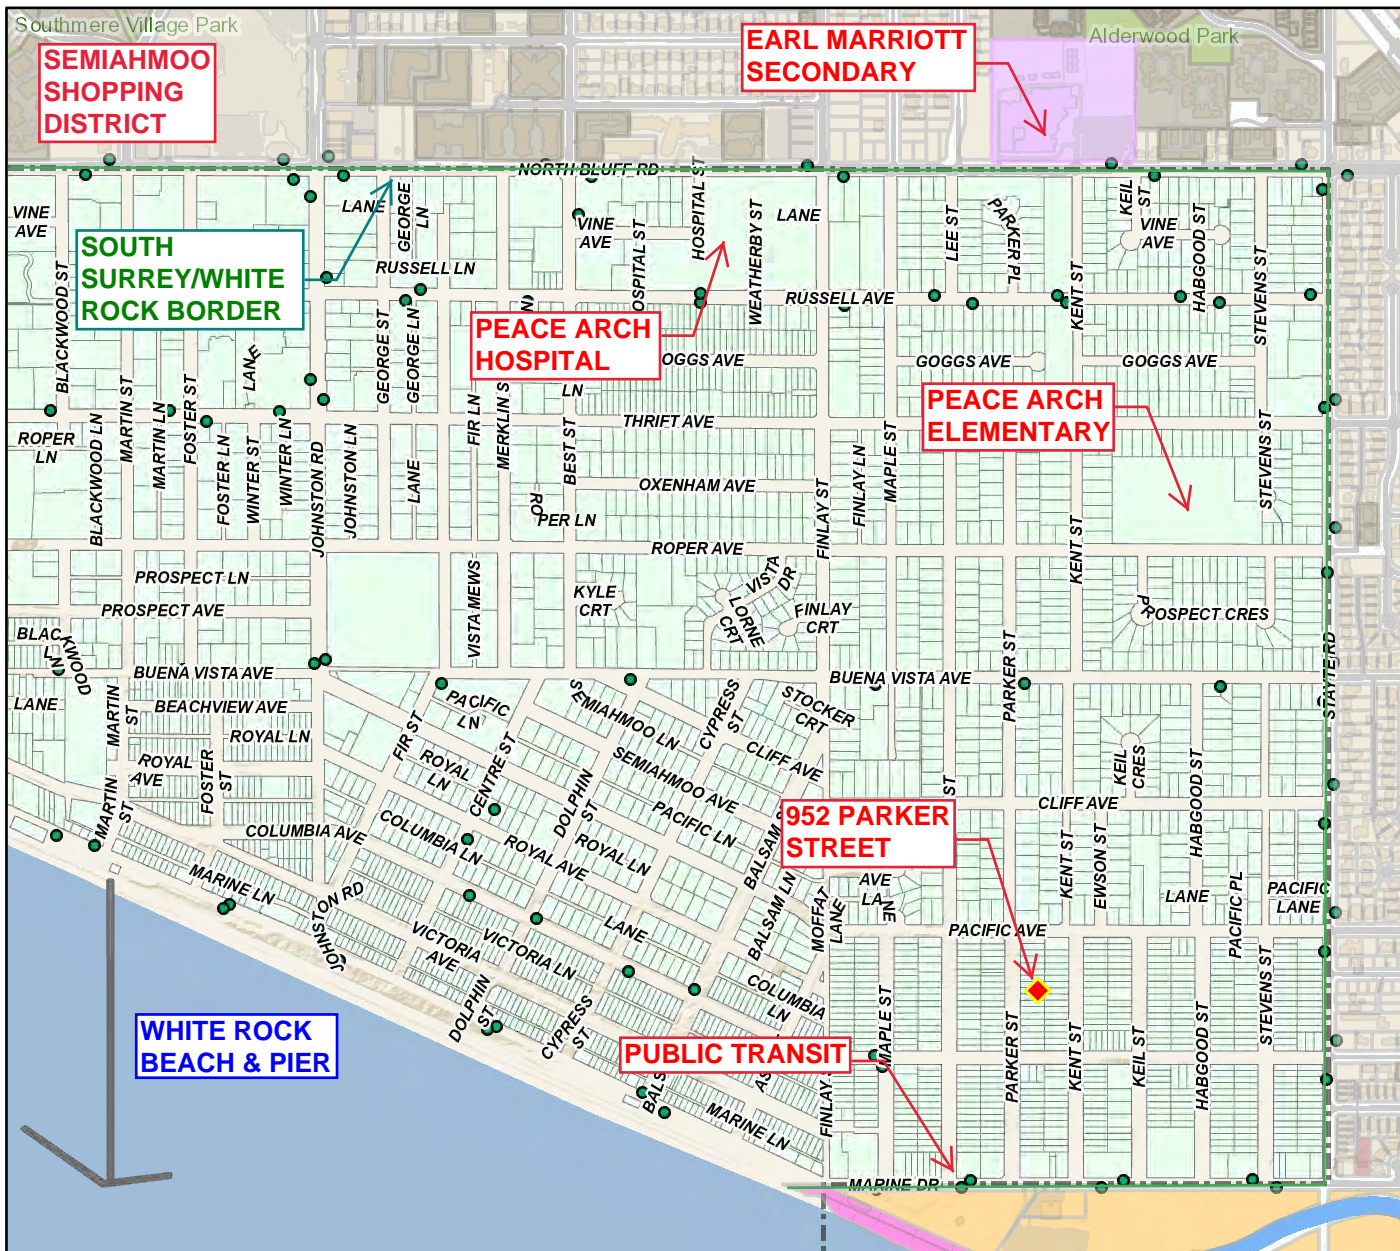 Southmere Village Park
Alderwood Park
SEMIAHMOO
SHOPPING
DISTRICT
EARL MARRIOTT
SECONDARY
NORTH BLUFF RD
VINE
AVE
LANE
GEORGE
LN
VINE
AVE
HOSPITAL ST
WEATHERBY ST
LANE
LEE ST
PARKER PL
KEIL
ST
VINE
AVE
HABGOOD ST
STEVENS ST
SOUTH
SURREY/WHITE
ROCK BORDER
BLACKWOOD ST
RUSSELL LN
RUSSELL AVE
KENT ST
PEACE ARCH
HOSPITAL
GEORGE ST
GEORGE LN
LANE
OGGS AVE
GOGGS AVE
GOGGS AVE
LN
PEACE ARCH
ELEMENTARY
THRIFT AVE
ROPER
LN
BLACKWOOD LN
MARTIN ST
MARTIN LN
FOSTER ST
FOSTER LN
WINTER ST
WINTER LN
JOHNSTON RD
JOHNSTON LN
LANE
FIR LN
MERKLIN S
BEST ST
OXENHAM AVE
RO
PER LN
FINLAY ST
FINLAY LN
MAPLE ST
STEVENS ST
ROPER AVE
KENT ST
PROSPECT LN
PROSPECT AVE
VISTA MEWS
KYLE
CRT
VISTA
DR
LORNE
CRT
FINLAY
CRT
PROSPECT CRES
BLAC
KWOOD
LN
BUENA VISTA AVE
BUENA VISTA AVE
PARKER ST
STAYTE RD
LANE
MARTIN
ST
BEACHVIEW AVE
ROYAL LN
ROYAL
AVE
FOSTER
ST
FIR ST
PACIFIC
LN
ROYAL
LN
CENTRE ST
SEMIAHMOO LN
SEMIAHMOO AVE
CYPRESS
ST
STOCKER
CRT
CLIFF AVE
KEIL
CRES
HABGOOD ST
MARTIN
ST
DOLPHIN
ST
PACIFIC LN
ST
CLIFF AVE
952 PARKER
STREET
COLUMBIA AVE
COLUMBIA LN
ROYAL AVE
ROYAL LN
BALSAM
BALSAM LN
MOFFAT
LANE
AVE
LA
NE
KENT ST
EWSON ST
LANE
PACIFIC PL
PACIFIC
LANE
MARINE LN
JOHNSTON RD
VICTORIA
AVE
VICTORIA LN
LANE
PACIFIC AVE
COLUMBIA
LN
DOLPHIN
ST
CYPRESS
ST
MAPLE ST
PARKER ST
KENT ST
KEIL ST
HABGOOD ST
STEVENS ST
WHITE ROCK
BEACH & PIER
PUBLIC TRANSIT
BALS
AS
FINLAY
MARINE LN
MARINE DR